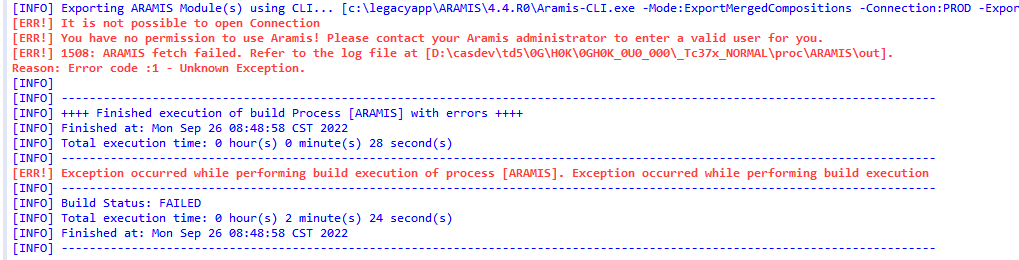 [INFO] Exporting ARAMIS Module(s) using CLI... [c:\legacyapp\ARAMIS\4.4.R0\Aramis-CLI.exe -Mode:ExportMergedCompositions -Connection:PROD -Expor
[ERR!] It is not possible to open Connection
[ERR!] You have no permission to use Aramis! Please contact your Aramis administrator to enter a valid user for you.
[ERR!] 1508: ARAMIS fetch failed. Refer to the log file at [D:\casdev\td5\0G\H0K\0GH0K_0U0_000\_Tc37x_NORMAL\proc\ARAMIS\out].
Reason: Error code :1 - Unknown Exception.
[INFO]
[INFO] ------------------------------------------------------------------------------------------------------------------------
[INFO] ++++ Finished execution of build Process [ARAMIS] with errors ++++
[INFO] Finished at: Mon Sep 26 08:48:58 CST 2022
[INFO] Total execution time: 0 hour(s) 0 minute(s) 28 second(s)
[INFO] ------------------------------------------------------------------------------------------------------------------------
[ERR!] Exception occurred while performing build execution of process [ARAMIS]. Exception occurred while performing build execution
[INFO] ------------------------------------------------------------------------------------------------------------------------
[INFO] Build Status: FAILED
[INFO] Total execution time: 0 hour(s) 2 minute(s) 24 second(s)
[INFO] Finished at: Mon Sep 26 08:48:58 CST 2022
[INFO] ------------------------------------------------------------------------------------------------------------------------